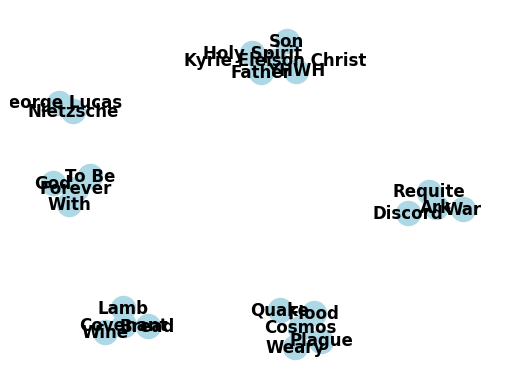 Son
Holy Spirit
Kyrie Eleison Christ
Father
YHWH
eorge Lucas
Nietzsche
To Be
God
Forever
With
Requite
Ark
War
Discord
Lamb
Covenant
Bread
Wine
Quake
Flood
Cosmos
Plague
Weary